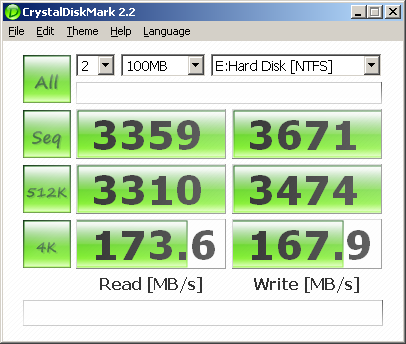 CrystalDiskMark 2.2
File Edit Theme Help Language
All 2 100MB E:Hard Disk [NTFS]
Seq 3359 3671
512K 3310 3474
4K 173.6 167.9
Read [MB/s] Write [MB/s]